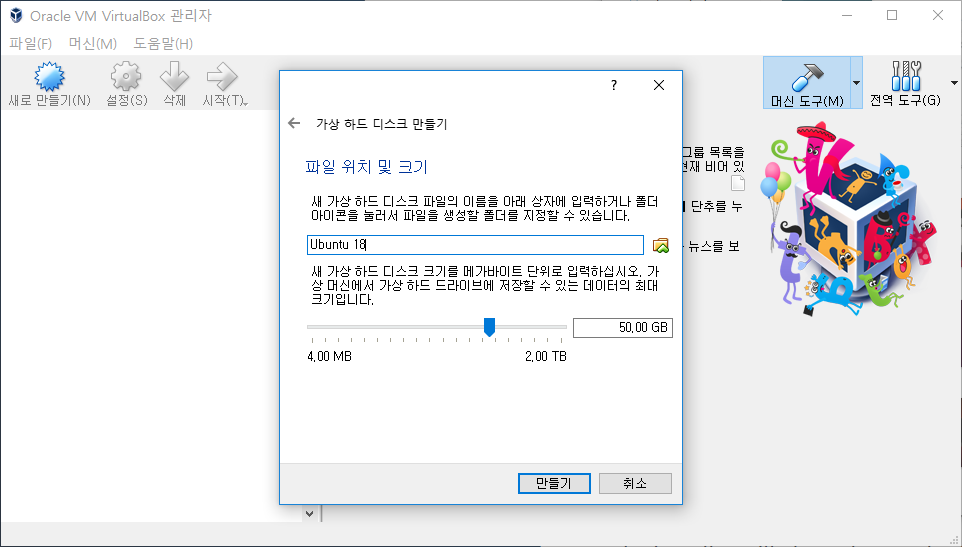 Oracle VM VirtualBox 관리자
파일(F) 머신(M) 도움말(H)
새로 만들기(N) 설정(S) 삭제 시작(T) 머신 도구(M) 전역 도구(G)
?
가상 하드 디스크 만들기
파일 위치 및 크기
그룹 목록을
현재 비어 있
단추를 누
뉴스를 보
새 가상 하드 디스크 파일의 이름을 아래 상자에 입력하거나 폴더
아이콘을 눌러서 파일을 생성할 폴더를 지정할 수 있습니다.
Ubuntu 18
새 가상 하드 디스크 크기를 메가바이트 단위로 입력하십시오. 가
상 머신에서 가상 하드 드라이브에 저장할 수 있는 데이터의 최대
크기입니다.
50,00 GB
4,00 MB 2,00 TB
만들기 취소